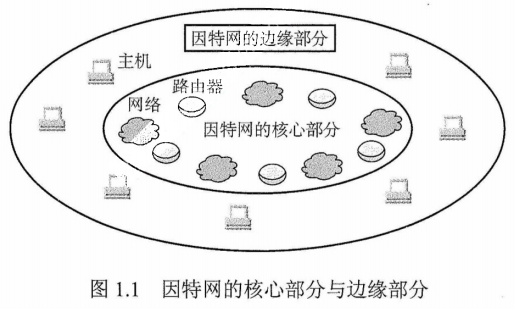 因特网的边缘部分
主机
路由器
网络
因特网的核心部分
图 1.1 因特网的核心部分与边缘部分